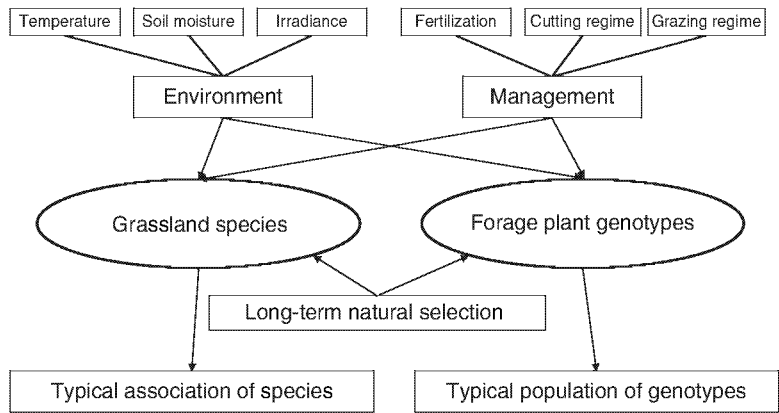 Temperature
Soil moisture
Irradiance
Fertilization
Cutting regime
Grazing regime
Environment
Management
Grassland species
Forage plant genotypes
Long-term natural selection
Typical association of species
Typical population of genotypes